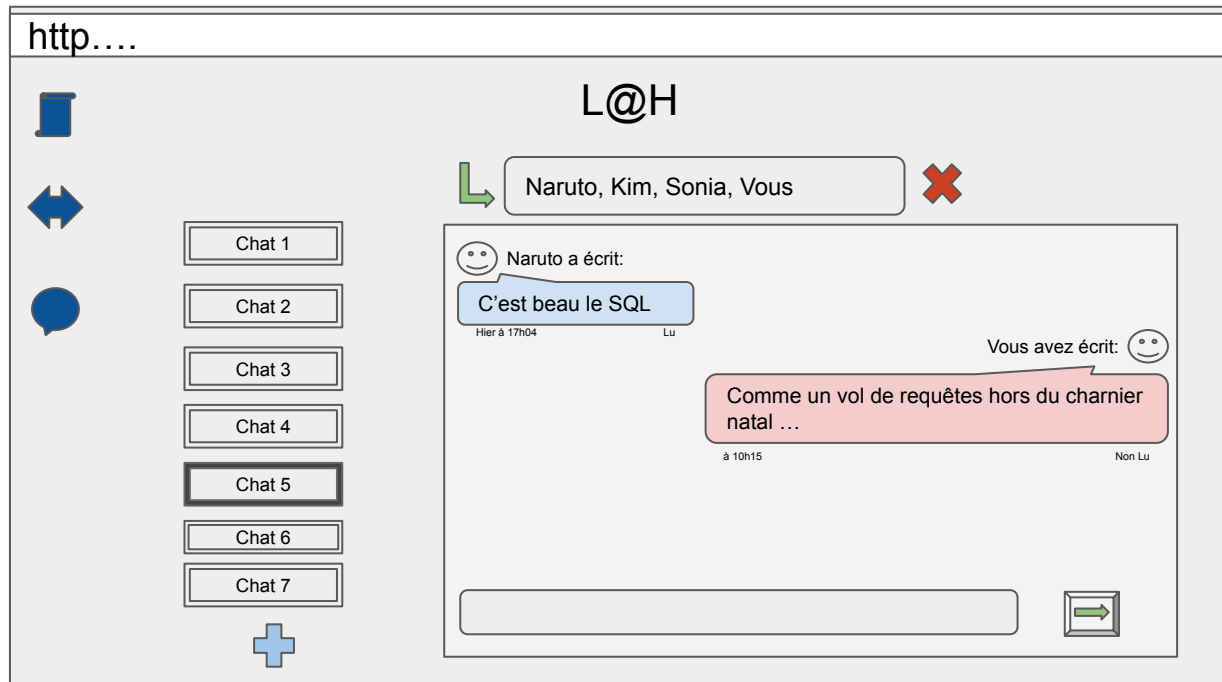 http….
L@H
Naruto, Kim, Sonia, Vous
Chat 1
Chat 2
Chat 3
Chat 4
Chat 5
Chat 6
Chat 7
Naruto a écrit:
C’est beau le SQL
Hier à 17h04 Lu
Vous avez écrit:
Comme un vol de requêtes hors du charnier
natal …
à 10h15 Non Lu